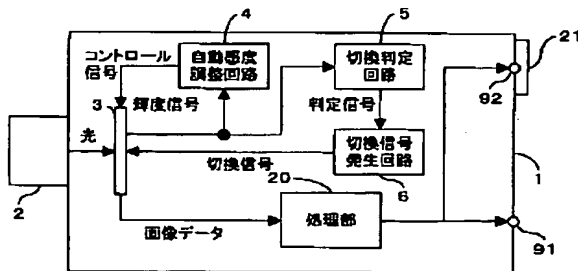 4
5
21
コントロール
信号
自動感度
調整回路
切換判定
回路
92
3
輝度信号
判定信号
光
切換信号
切換信号
発生回路
2
20
6
1
処理部
画像データ
91